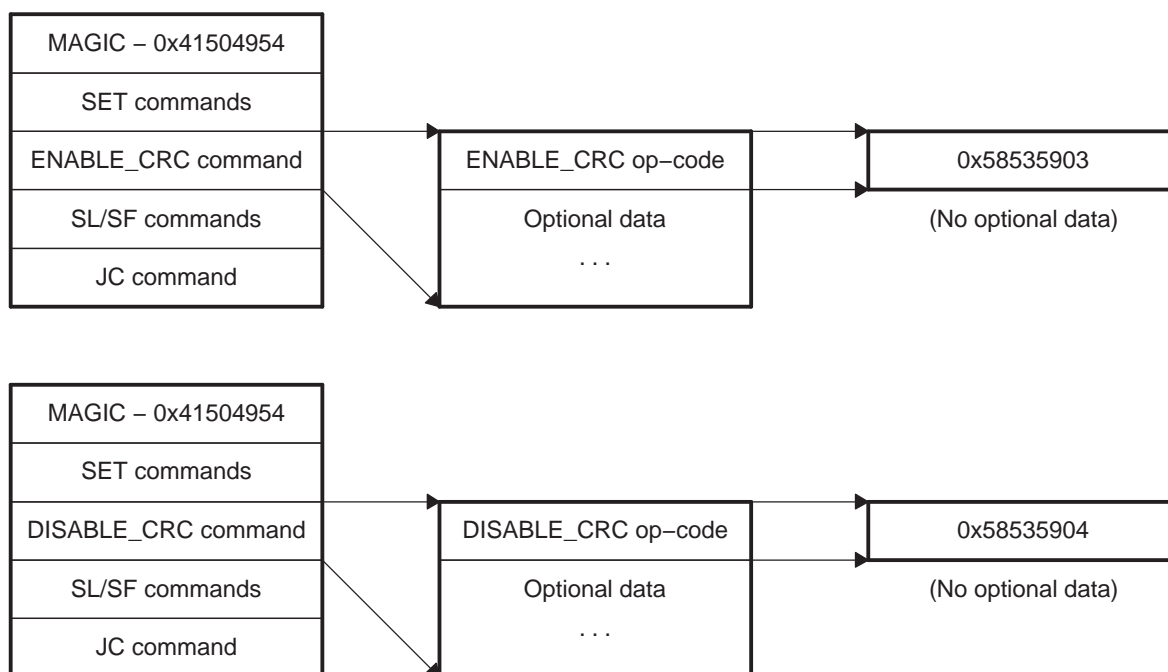 MAGIC – 0x41504954
SET commands
ENABLE_CRC command
SL/SF commands
JC command
ENABLE_CRC op–code
Optional data
. . .
0x58535903
(No optional data)
MAGIC – 0x41504954
SET commands
DISABLE_CRC command
SL/SF commands
JC command
DISABLE_CRC op–code
Optional data
. . .
0x58535904
(No optional data)